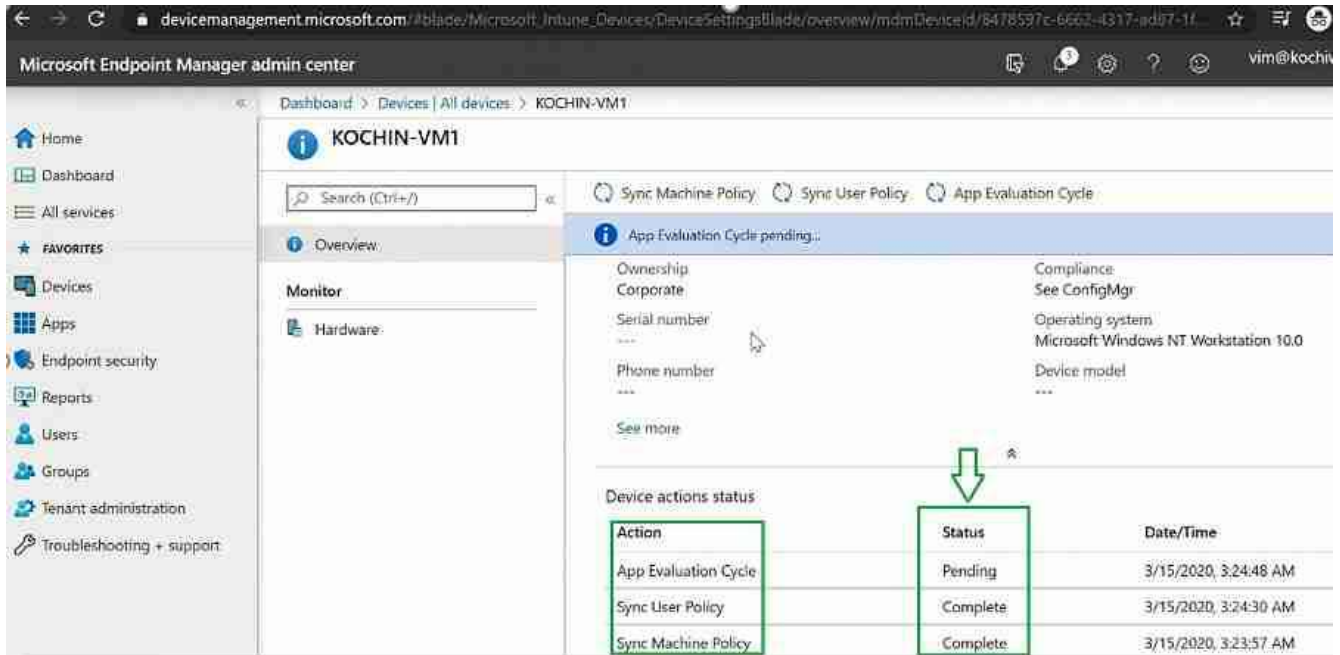 devicemanagement.microsoft.com/#blade/Microsoft_Intune_Devices/DeviceSettingsBlade/overview/mdmDeviceId/8478597c-6662-4317-ad87-1f
Microsoft Endpoint Manager admin center
3
vim@kochiv
Dashboard > Devices | All devices > KOCHIN-VM1
KOCHIN-VM1
Home
Dashboard
All services
FAVORITES
Devices
Apps
Endpoint security
Reports
Users
Groups
Tenant administration
Troubleshooting + support
Search (Ctrl+/)
Overview
Monitor
Hardware
Sync Machine Policy Sync User Policy App Evaluation Cycle
App Evaluation Cycle pending...
Ownership Compliance
Corporate See ConfigMgr
Serial number Operating system
--- Microsoft Windows NT Workstation 10.0
Phone number Device model
--- ---
See more
Device actions status
Action Status Date/Time
App Evaluation Cycle Pending 3/15/2020, 3:24:48 AM
Sync User Policy Complete 3/15/2020, 3:24:30 AM
Sync Machine Policy Complete 3/15/2020, 3:23:57 AM